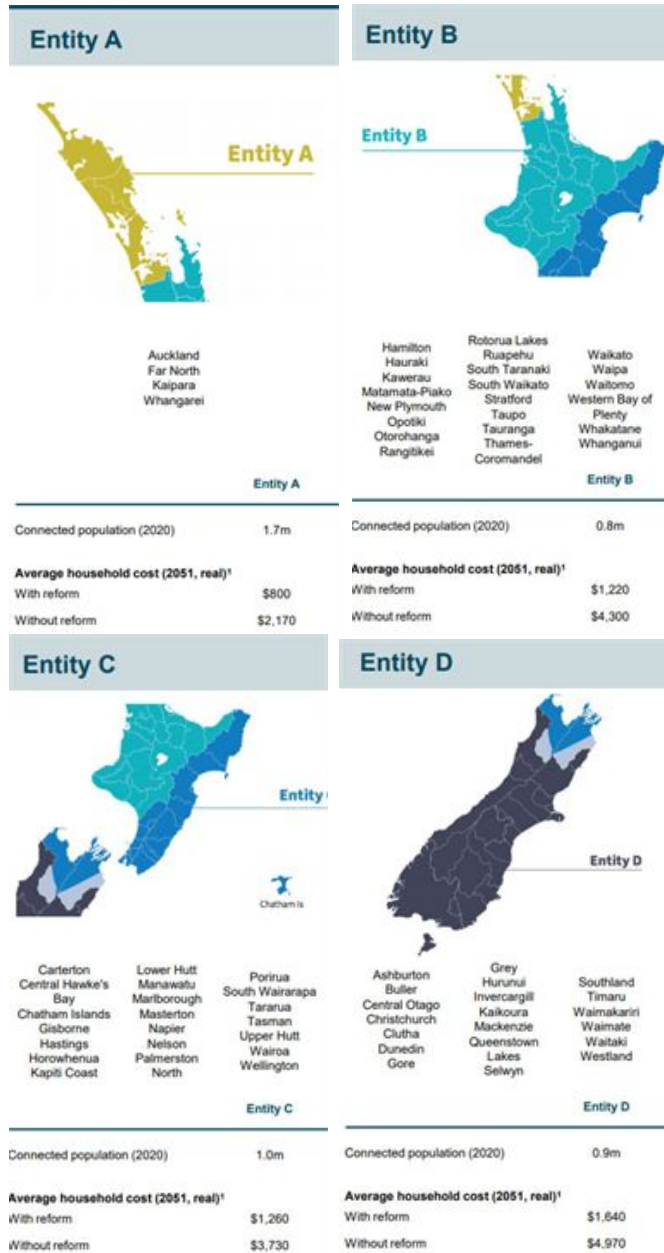 Entity A
Entity A
Auckland
Far North
Kaipara
Whangarei
Entity A
Connected population (2020) 1.7m
Average household cost (2051, real)¹
With reform $800
Without reform $2,170
Entity B
Entity B
Hamilton
Hauraki
Kawerau
Matamata-Piako
New Plymouth
Opotiki
Otorohanga
Rangitikei
Rotorua Lakes
Ruapehu
South Taranaki
South Waikato
Stratford
Taupo
Tauranga
Thames-
Coromandel
Waikato
Waipa
Waitomo
Western Bay of
Plenty
Whakatane
Whanganui
Entity B
Connected population (2020) 0.8m
Average household cost (2051, real)¹
With reform $1,220
Without reform $4,300
Entity C
Entity
Chatham Is
Carterton
Central Hawke's
Bay
Chatham Islands
Gisborne
Hastings
Horowhenua
Kapiti Coast
Lower Hutt
Manawatu
Marlborough
Masterton
Napier
Nelson
Palmerston
North
Porirua
South Wairarapa
Tararua
Tasman
Upper Hutt
Wairoa
Wellington
Entity C
Connected population (2020) 1.0m
Average household cost (2051, real)¹
With reform $1,260
Without reform $3,730
Entity D
Entity D
Ashburton
Buller
Central Otago
Christchurch
Clutha
Dunedin
Gore
Grey
Hurunui
Invercargill
Kaikoura
Mackenzie
Queenstown
Lakes
Selwyn
Southland
Timaru
Waimakariri
Waimate
Waitaki
Westland
Entity D
Connected population (2020) 0.9m
Average household cost (2051, real)¹
With reform $1,640
Without reform $4,970